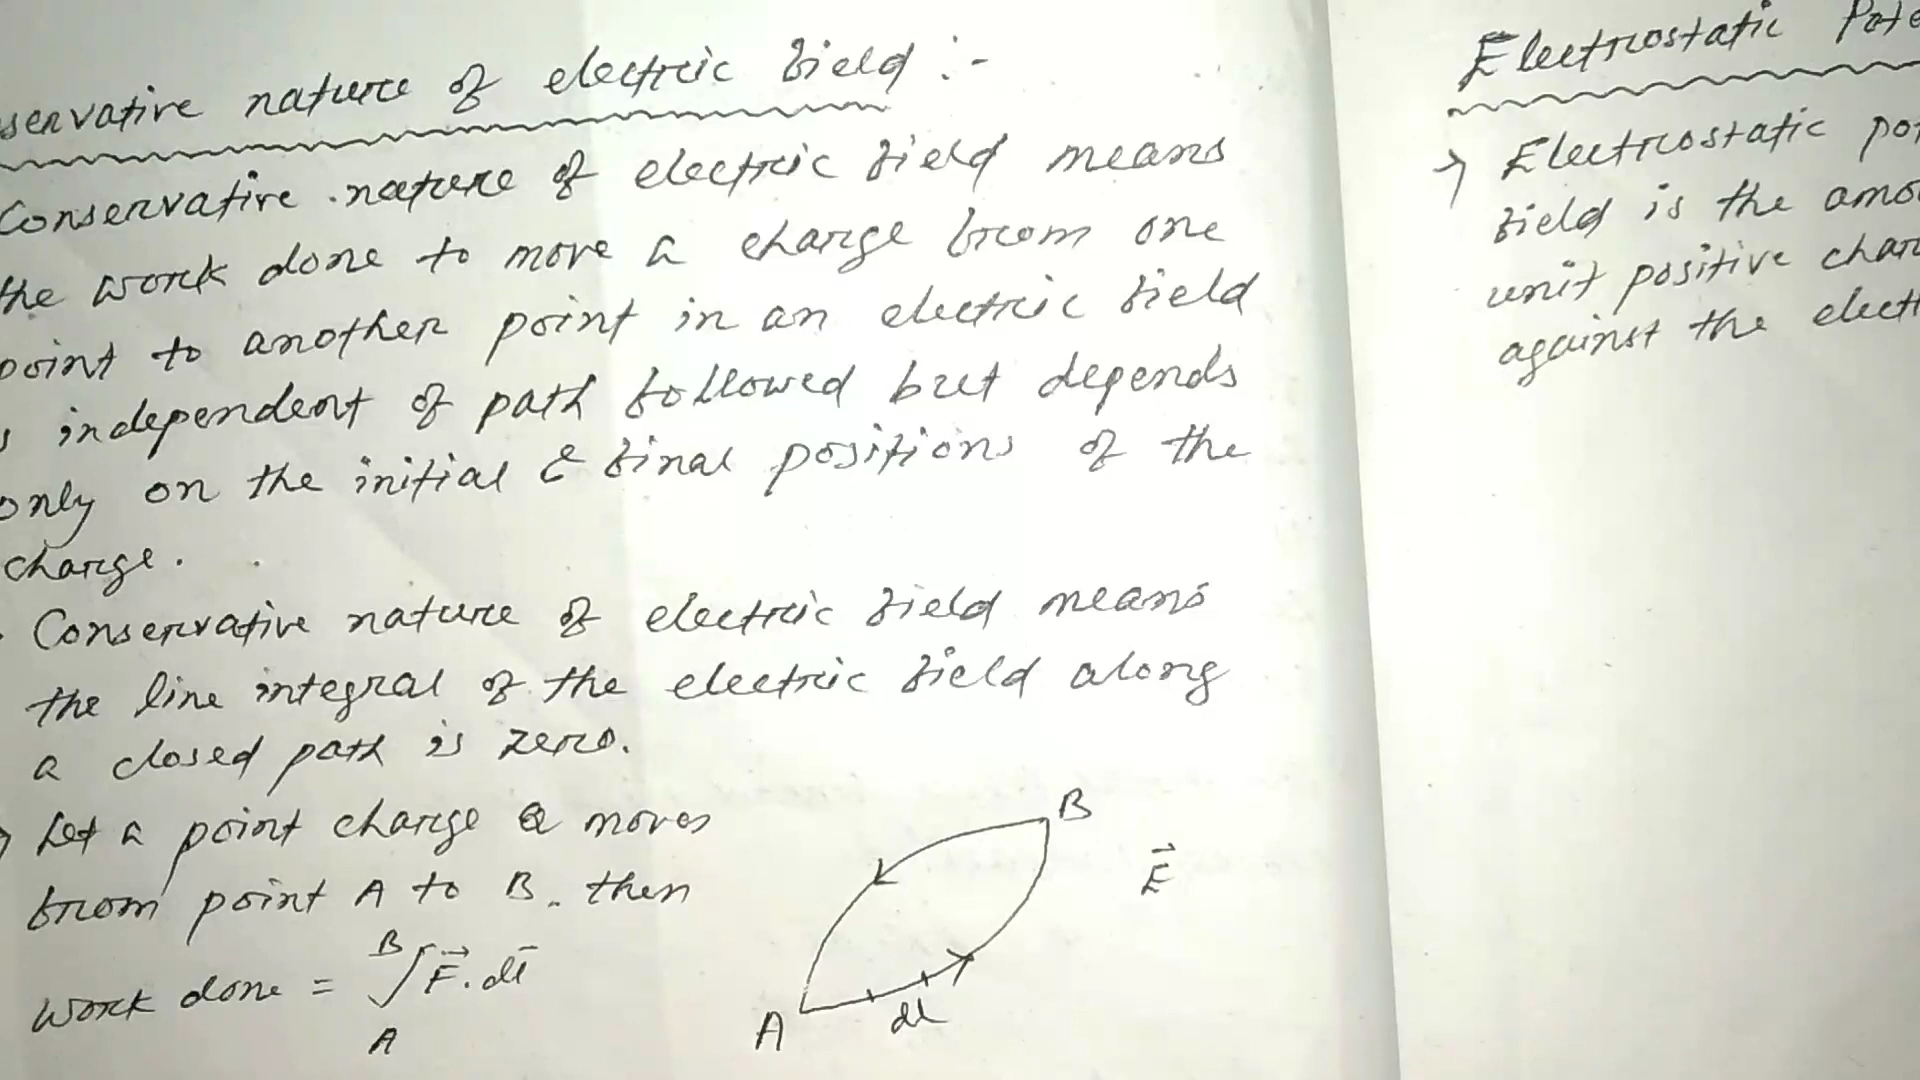 servative nature of electric field :-
Conservative nature of electric field means
the work done to move a charge from one
point to another point in an electric field
s independent of path followed but depends
only on the initial & final positions of the
charge.
Conservative nature of electric field means
the line integral of the electric field along
a closed path is zero.
Let a point charge Q moves
from point A to B. then
Work done = ∫ F⃗. dl
B
A
B
E⃗
A
dl
Electrostatic Pote
→ Electrostatic pot
field is the amou
unit positive char
against the elect